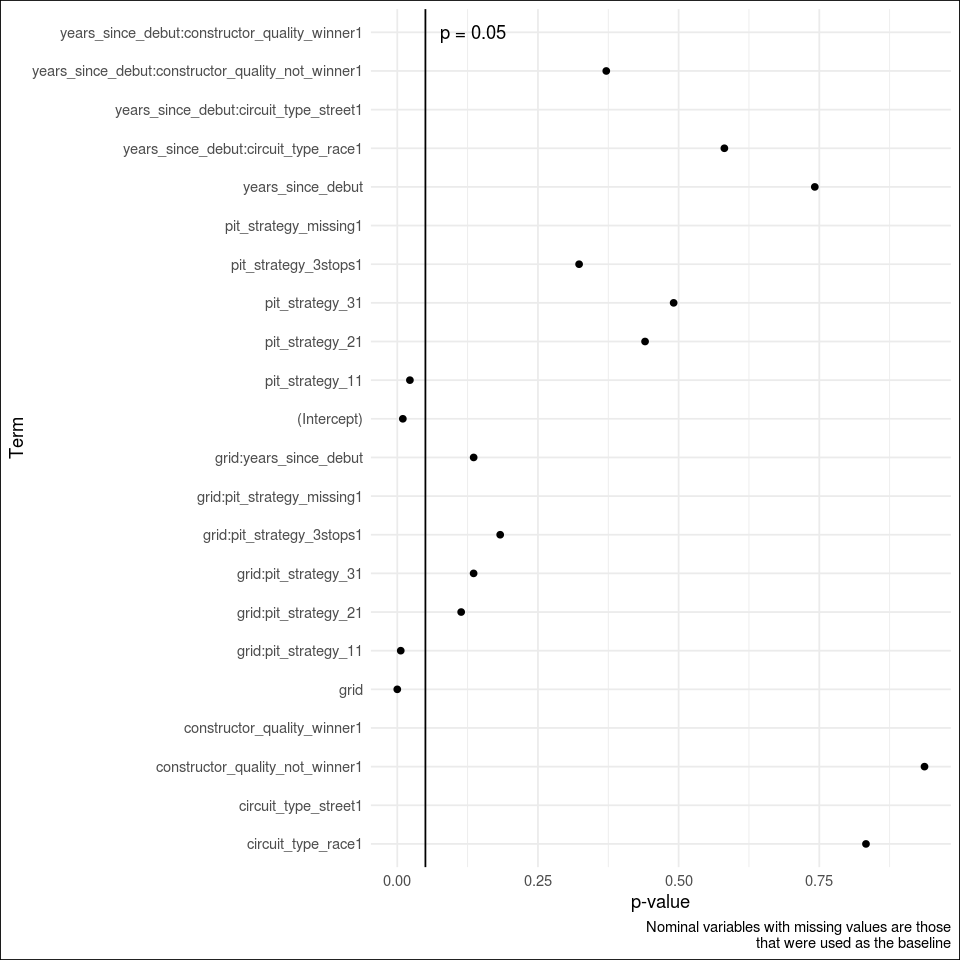 years_since_debut:constructor_quality_winner1
p = 0.05
years_since_debut:constructor_quality_not_winner1
years_since_debut:circuit_type_street1
years_since_debut:circuit_type_race1
years_since_debut
pit_strategy_missing1
pit_strategy_3stops1
pit_strategy_31
pit_strategy_21
pit_strategy_11
(Intercept)
Term
grid:years_since_debut
grid:pit_strategy_missing1
grid:pit_strategy_3stops1
grid:pit_strategy_31
grid:pit_strategy_21
grid:pit_strategy_11
grid
constructor_quality_winner1
constructor_quality_not_winner1
circuit_type_street1
circuit_type_race1
0.00 0.25 0.50 0.75
p-value
Nominal variables with missing values are those
that were used as the baseline